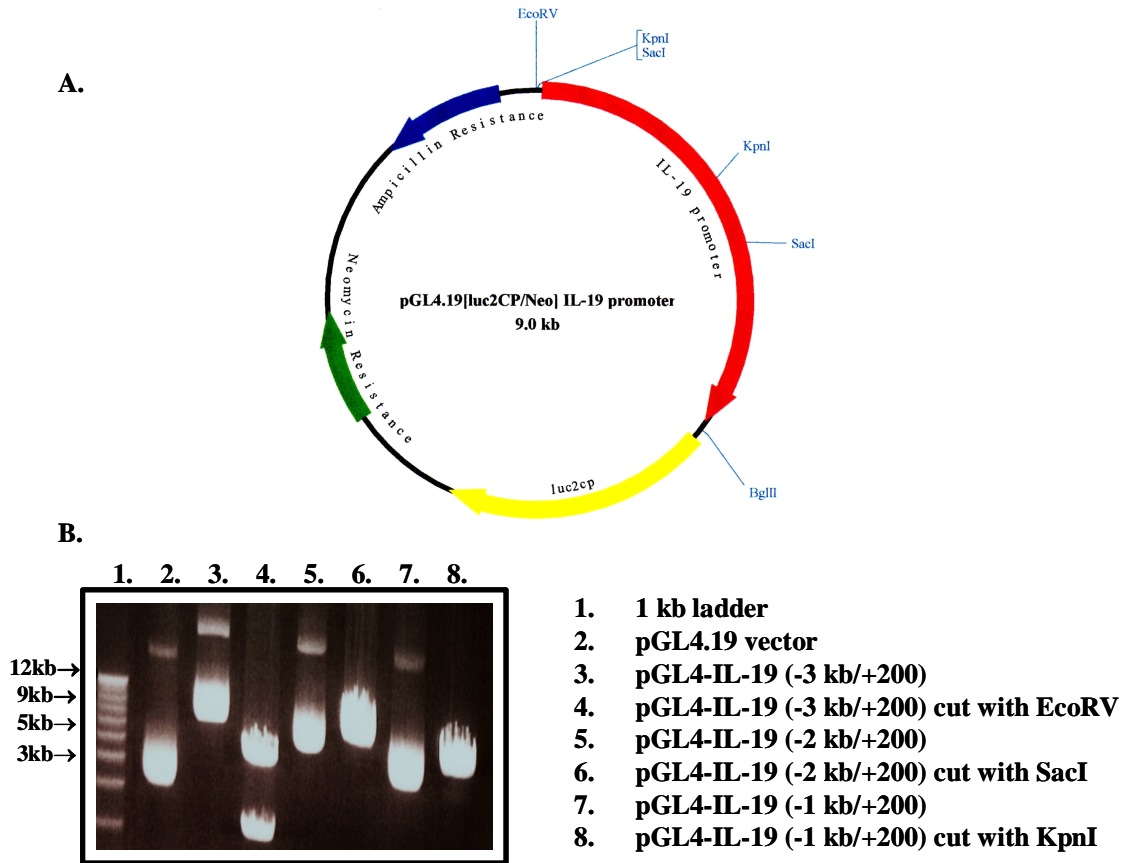 A.
EcoRV
KpnI
SacI
KpnI
SacI
BglII
Ampicillin Resistance
IL-19 promoter
Neomycin Resistance
luc2cp
pGL4.19[luc2CP/Neo] IL-19 promoter
9.0 kb
B.
1. 2. 3. 4. 5. 6. 7. 8.
12kb→
9kb→
5kb→
3kb→
1. 1 kb ladder
2. pGL4.19 vector
3. pGL4-IL-19 (-3 kb/+200)
4. pGL4-IL-19 (-3 kb/+200) cut with EcoRV
5. pGL4-IL-19 (-2 kb/+200)
6. pGL4-IL-19 (-2 kb/+200) cut with SacI
7. pGL4-IL-19 (-1 kb/+200)
8. pGL4-IL-19 (-1 kb/+200) cut with KpnI